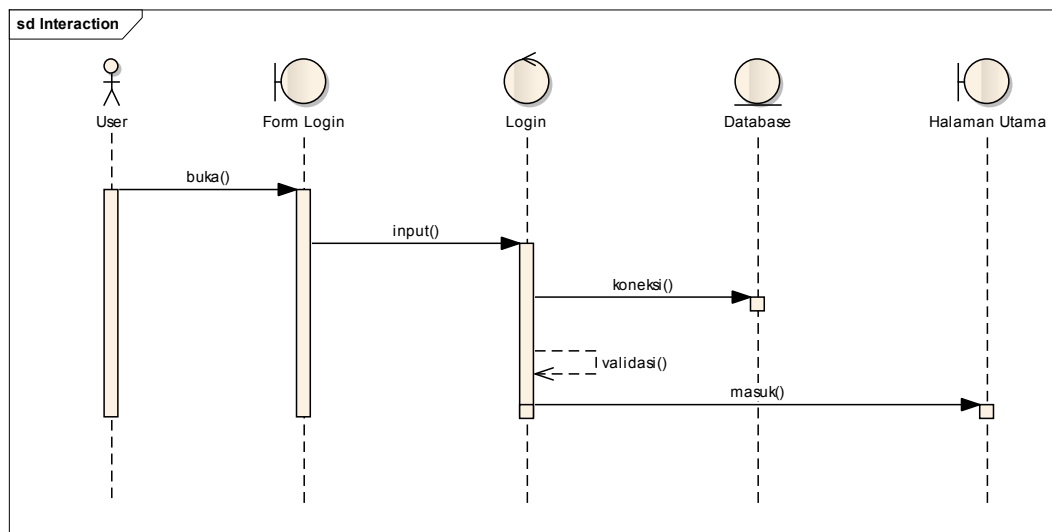 sd Interaction
User
Form Login
Login
Database
Halaman Utama
buka()
input()
koneksi()
validasi()
masuk()